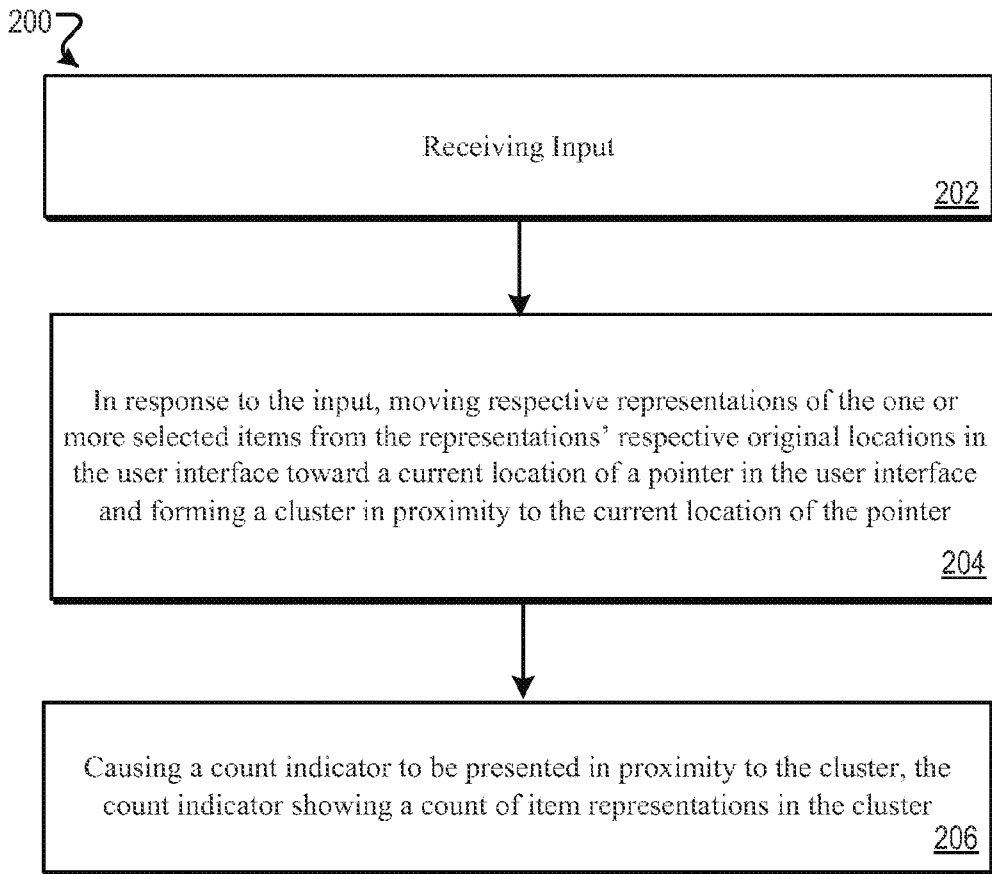 200
Receiving Input
202
In response to the input, moving respective representations of the one or
more selected items from the representations’ respective original locations in
the user interface toward a current location of a pointer in the user interface
and forming a cluster in proximity to the current location of the pointer
204
Causing a count indicator to be presented in proximity to the cluster, the
count indicator showing a count of item representations in the cluster
206